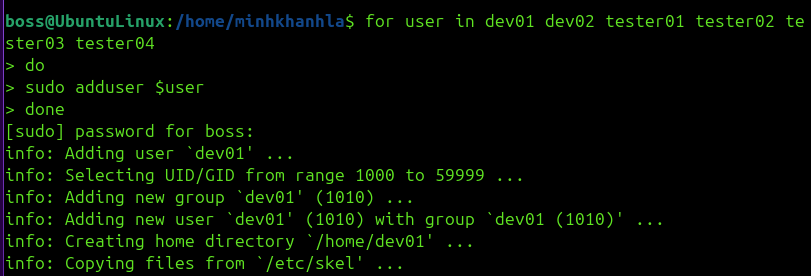 boss@UbuntuLinux:/home/minhkhanhla$ for user in dev01 dev02 tester01 tester02 te
ster03 tester04
> do
> sudo adduser $user
> done
[sudo] password for boss:
info: Adding user `dev01' ...
info: Selecting UID/GID from range 1000 to 59999 ...
info: Adding new group `dev01' (1010) ...
info: Adding new user `dev01' (1010) with group `dev01 (1010)' ...
info: Creating home directory `/home/dev01' ...
info: Copying files from `/etc/skel' ...